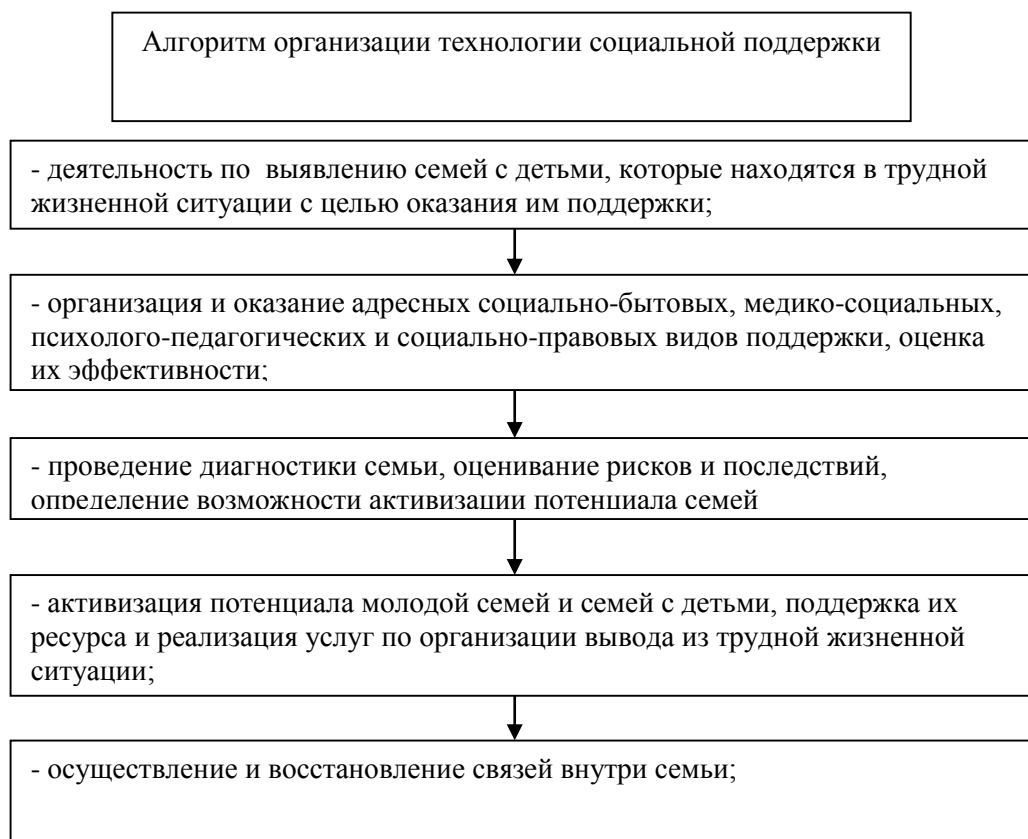 Алгоритм организации технологии социальной поддержки
- деятельность по  выявлению семей с детьми, которые находятся в трудной
жизненной ситуации с целью оказания им поддержки;
- организация и оказание адресных социально-бытовых, медико-социальных,
психолого-педагогических и социально-правовых видов поддержки, оценка
их эффективности;
- проведение диагностики семьи, оценивание рисков и последствий,
определение возможности активизации потенциала семей
- активизация потенциала молодой семей и семей с детьми, поддержка их
ресурса и реализация услуг по организации вывода из трудной жизненной
ситуации;
- осуществление и восстановление связей внутри семьи;